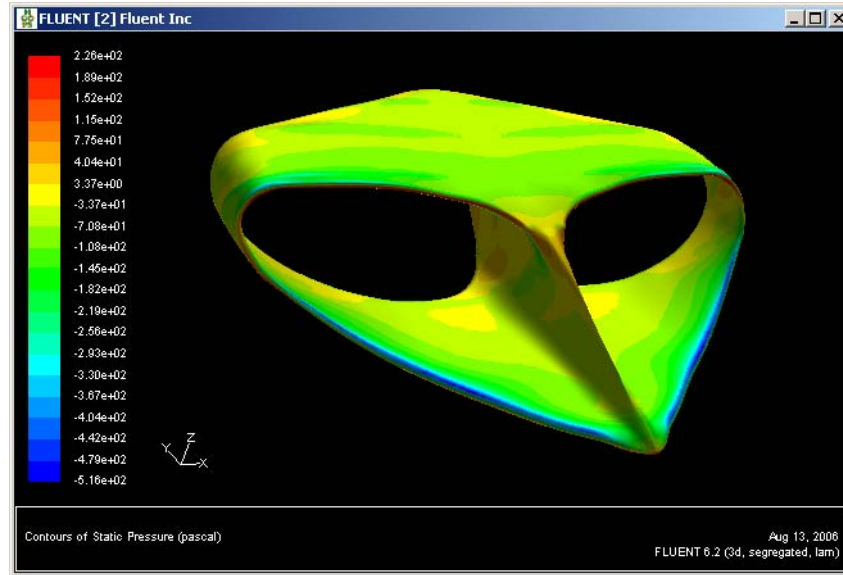 FLUENT [2] Fluent Inc
2.26e+02
1.89e+02
1.52e+02
1.15e+02
7.75e+01
4.04e+01
3.37e+00
-3.37e+01
-7.08e+01
-1.08e+02
-1.45e+02
-1.82e+02
-2.19e+02
-2.56e+02
-2.93e+02
-3.30e+02
-3.67e+02
-4.04e+02
-4.42e+02
-4.79e+02
-5.16e+02
Z
Y
X
Contours of Static Pressure (pascal)
Aug 13, 2006
FLUENT 6.2 (3d, segregated, lam)